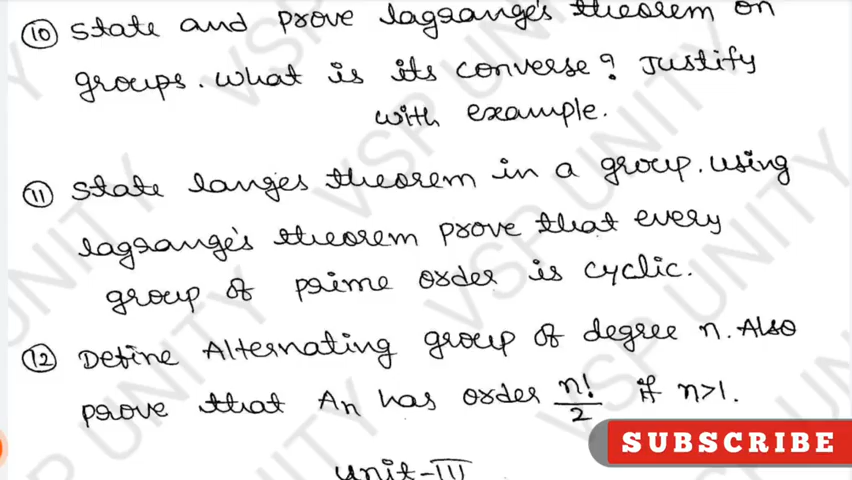 (10) State and prove lagrange's theorem on
groups. What is its converse? Justify
with example.
(11) State langes theorem in a group. using
lagrange's theorem prove that every
group of prime order is cyclic.
(12) Define Alternating group of degree n. Also
prove that An has order n!/2 if n>1.
SUBSCRIBE
unit-III
VSP UNITY